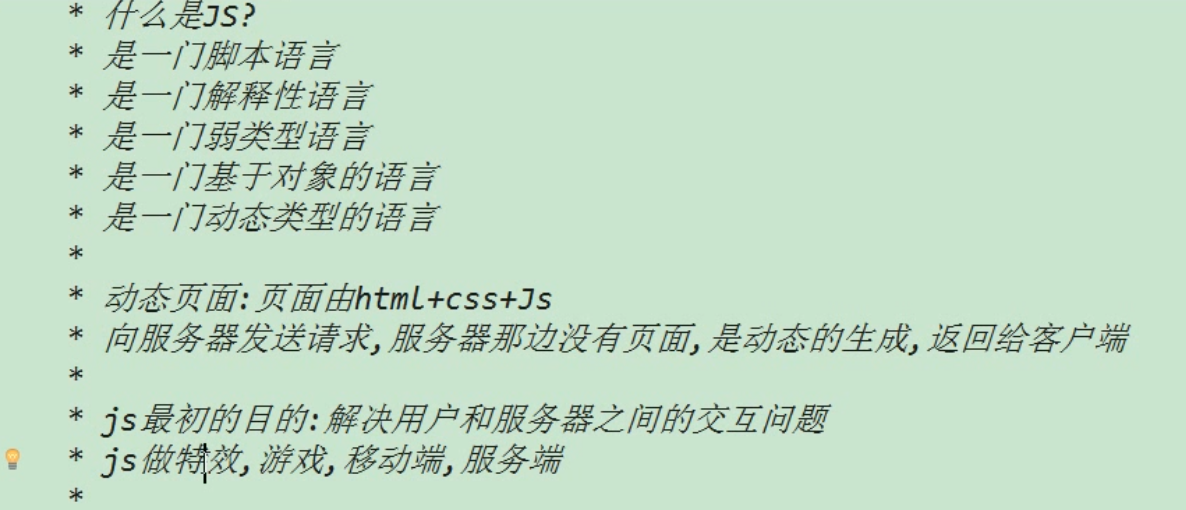 * 什么是JS?
* 是一门脚本语言
* 是一门解释性语言
* 是一门弱类型语言
* 是一门基于对象的语言
* 是一门动态类型的语言
*
* 动态页面:页面由html+css+Js
* 向服务器发送请求,服务器那边没有页面,是动态的生成,返回给客户端
*
* js最初的目的:解决用户和服务器之间的交互问题
* js做特效,游戏,移动端,服务端
*